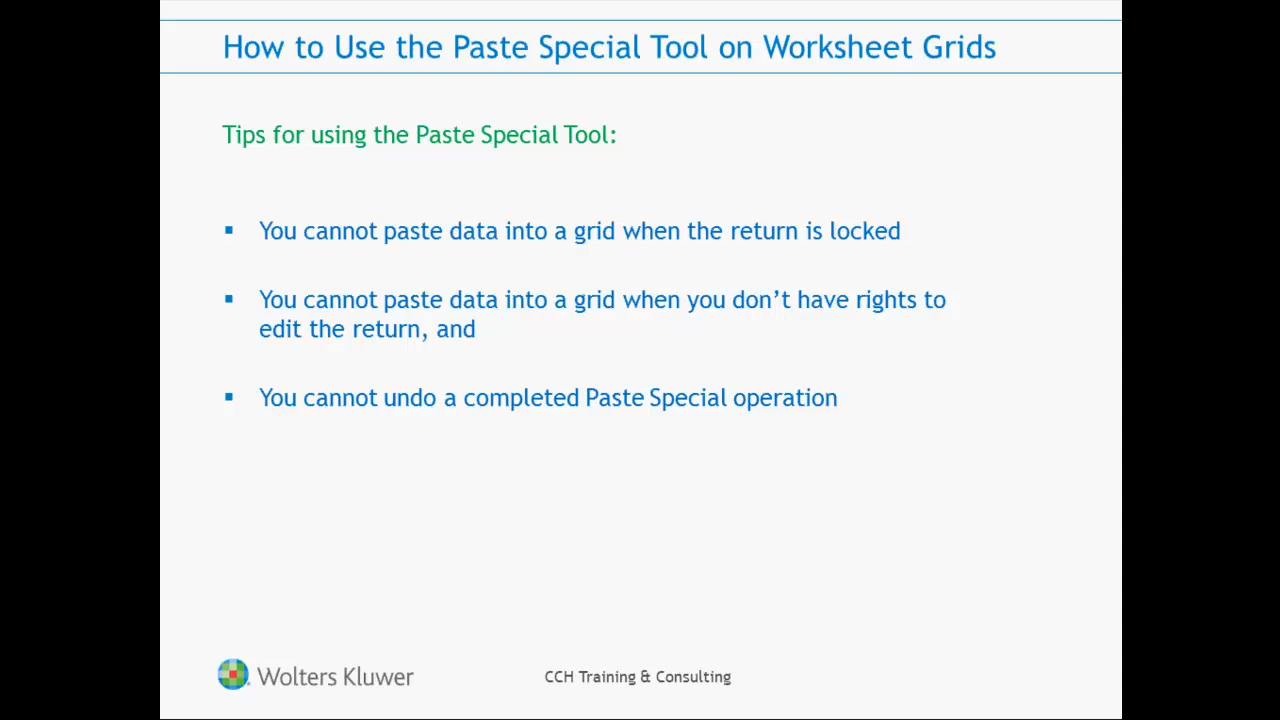 How to Use the Paste Special Tool on Worksheet Grids
Tips for using the Paste Special Tool:
▪ You cannot paste data into a grid when the return is locked
▪ You cannot paste data into a grid when you don’t have rights to
edit the return, and
▪ You cannot undo a completed Paste Special operation
Wolters Kluwer
CCH Training & Consulting